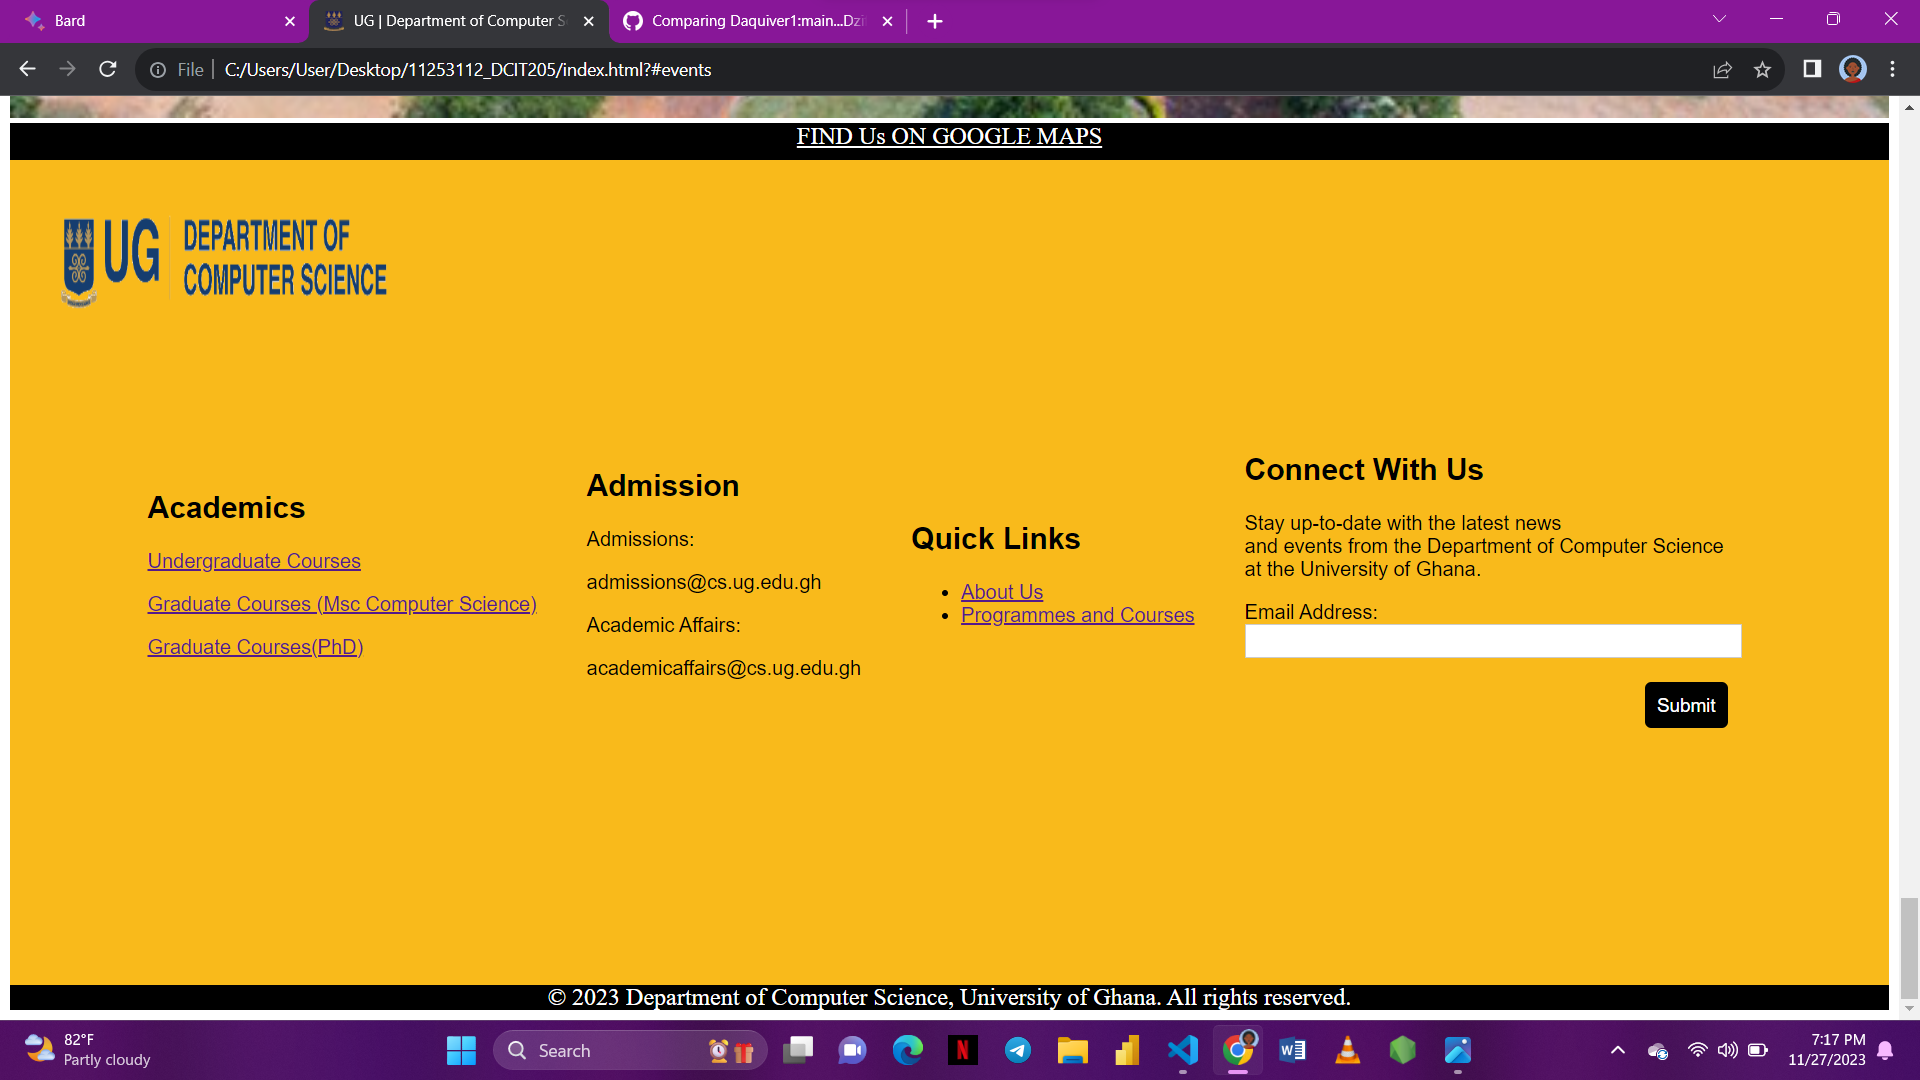 Bard
UG | Department of Computer S
Comparing Daquiver1:main...Dzi
File
C:/Users/User/Desktop/11253112_DCIT205/index.html?#events
FIND Us ON GOOGLE MAPS
UG
DEPARTMENT OF
COMPUTER SCIENCE
Academics
Undergraduate Courses
Graduate Courses (Msc Computer Science)
Graduate Courses(PhD)
Admission
Admissions:
admissions@cs.ug.edu.gh
Academic Affairs:
academicaffairs@cs.ug.edu.gh
Quick Links
About Us
Programmes and Courses
Connect With Us
Stay up-to-date with the latest news
and events from the Department of Computer Science
at the University of Ghana.
Email Address:
Submit
© 2023 Department of Computer Science, University of Ghana. All rights reserved.
82°F
Partly cloudy
Search
7:17 PM
11/27/2023